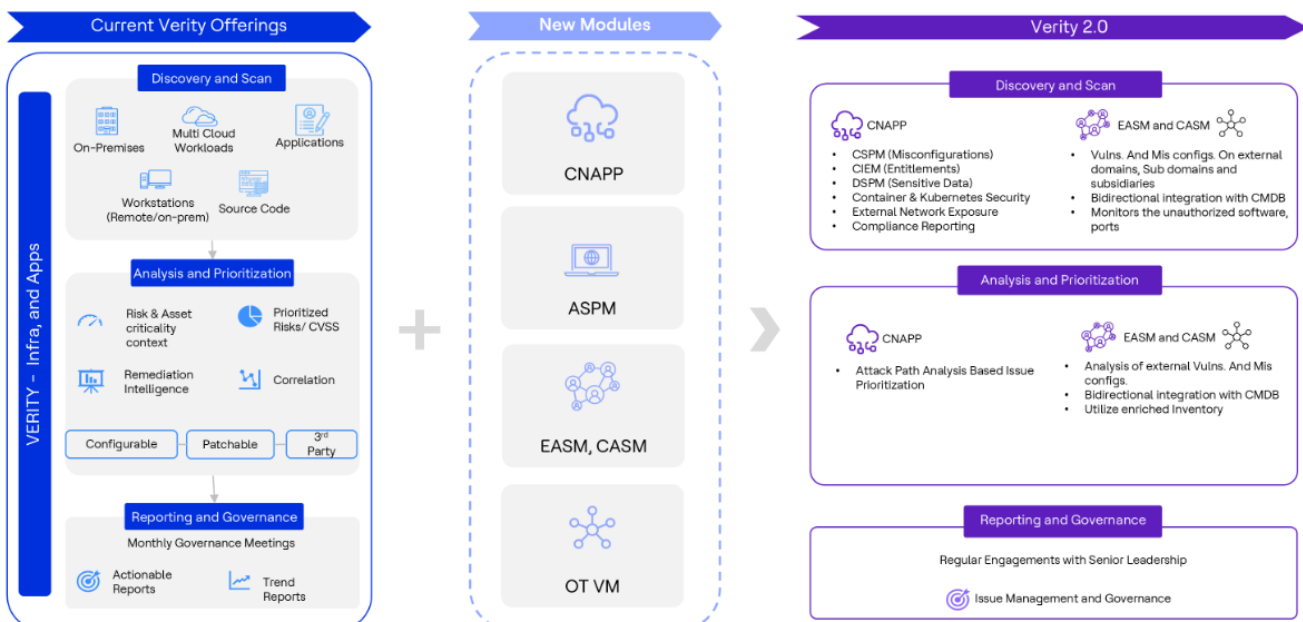 Current Verity Offerings
New Modules
Verity 2.0
VERITY – Infra, and Apps
Discovery and Scan
On-Premises
Multi Cloud
Workloads
Applications
Workstations
(Remote/on-prem)
Source Code
Analysis and Prioritization
Risk & Asset
criticality
context
Prioritized
Risks/ CVSS
Remediation
Intelligence
Correlation
Configurable
Patchable
3rd
Party
Reporting and Governance
Monthly Governance Meetings
Actionable
Reports
Trend
Reports
CNAPP
ASPM
EASM, CASM
OT VM
Discovery and Scan
CNAPP
• CSPM (Misconfigurations)
• CIEM (Entitlements)
• DSPM (Sensitive Data)
• Container & Kubernetes Security
• External Network Exposure
• Compliance Reporting
EASM and CASM
• Vulns. And Mis configs. On external
domains, Sub domains and
subsidiaries
• Bidirectional integration with CMDB
• Monitors the unauthorized software,
ports
Analysis and Prioritization
CNAPP
• Attack Path Analysis Based Issue
Prioritization
EASM and CASM
• Analysis of external Vulns. And Mis
configs.
• Bidirectional integration with CMDB
• Utilize enriched Inventory
Reporting and Governance
Regular Engagements with Senior Leadership
Issue Management and Governance